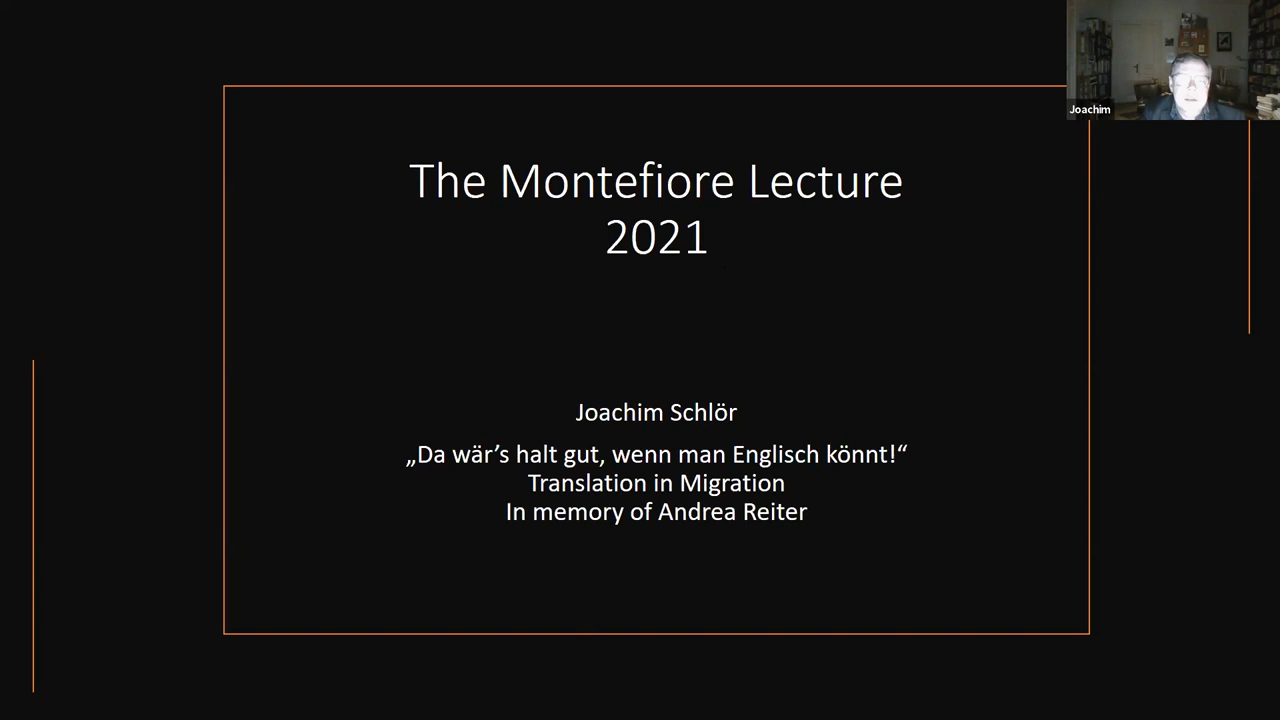 Joachim
The Montefiore Lecture
2021
Joachim Schlör
„Da wär’s halt gut, wenn man Englisch könnt!“
Translation in Migration
In memory of Andrea Reiter